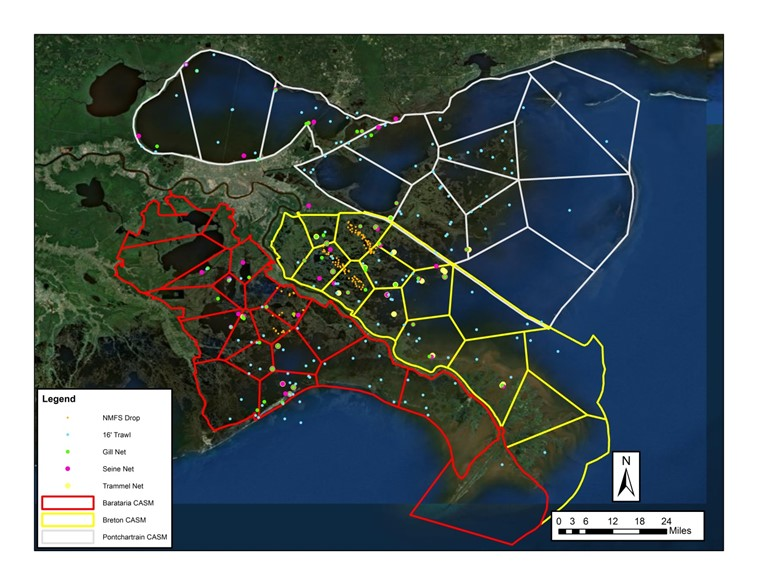 Legend
NMFS Drop
16' Trawl
Gill Net
Seine Net
Trammel Net
Barataria CASM
Breton CASM
Pontchartrain CASM
N
0 3 6 12 18 24
Miles